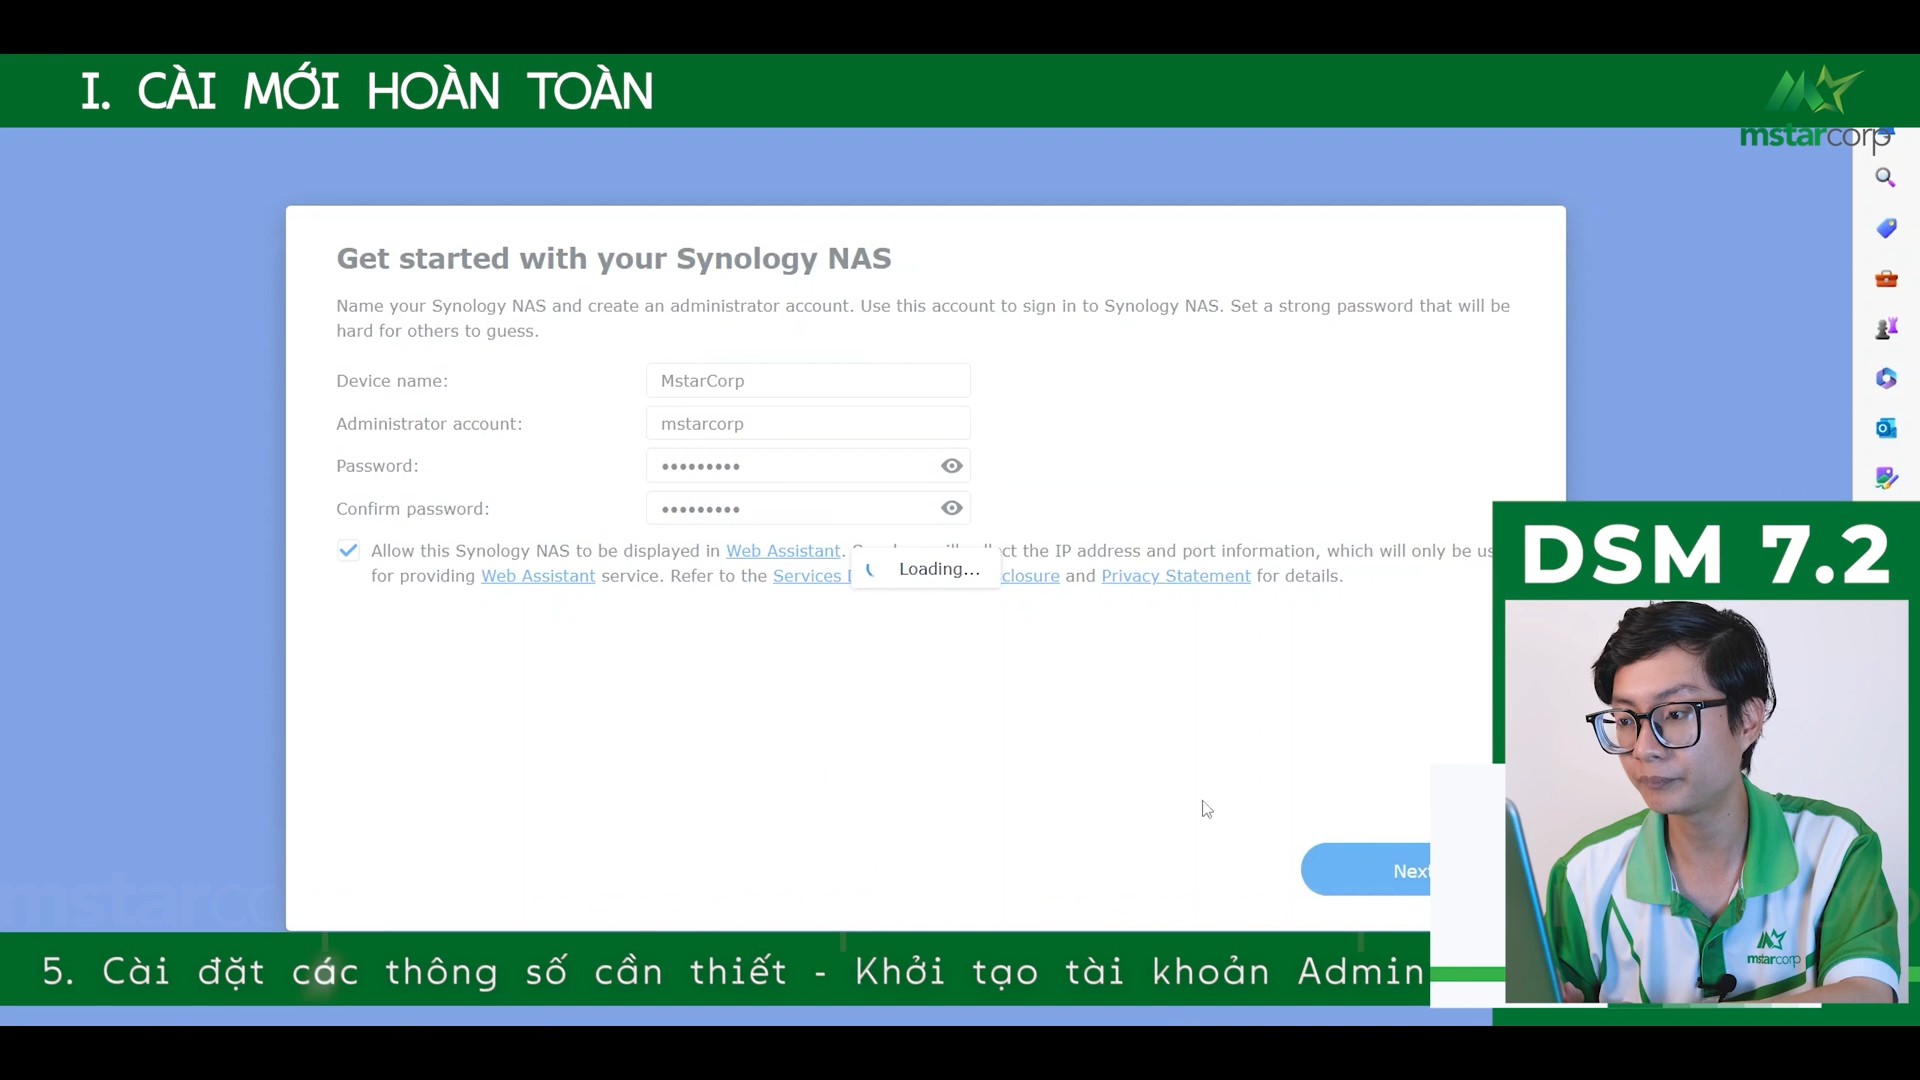 I. CÀI MỚI HOÀN TOÀN
mstarcorp
Get started with your Synology NAS
Name your Synology NAS and create an administrator account. Use this account to sign in to Synology NAS. Set a strong password that will be
hard for others to guess.
Device name: MstarCorp
Administrator account: mstarcorp
Password: •••••••••
Confirm password: •••••••••
Allow this Synology NAS to be displayed in Web Assistant. the IP address and port information, which will only be
for providing Web Assistant service. Refer to the Services and Privacy Statement for details.
Loading...
Next
DSM 7.2
mstarcorp
5. Cài đặt các thông số cần thiết - Khởi tạo tài khoản Admin